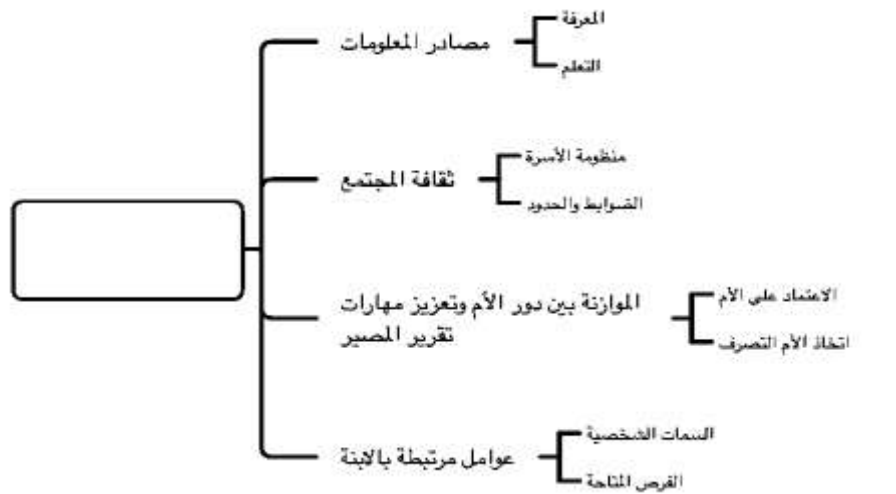 مصادر المعلومات
المعرفة
التعلم
ثقافة المجتمع
منظومة الأسرة
الضوابط والحدود
الموازنة بين دور الأم وتعزيز مهارات
تقرير المصير
الاعتماد على الأم
اتخاذ الأم التصرف
عوامل مرتبطة بالابنة
السمات الشخصية
الفرص المتاحة